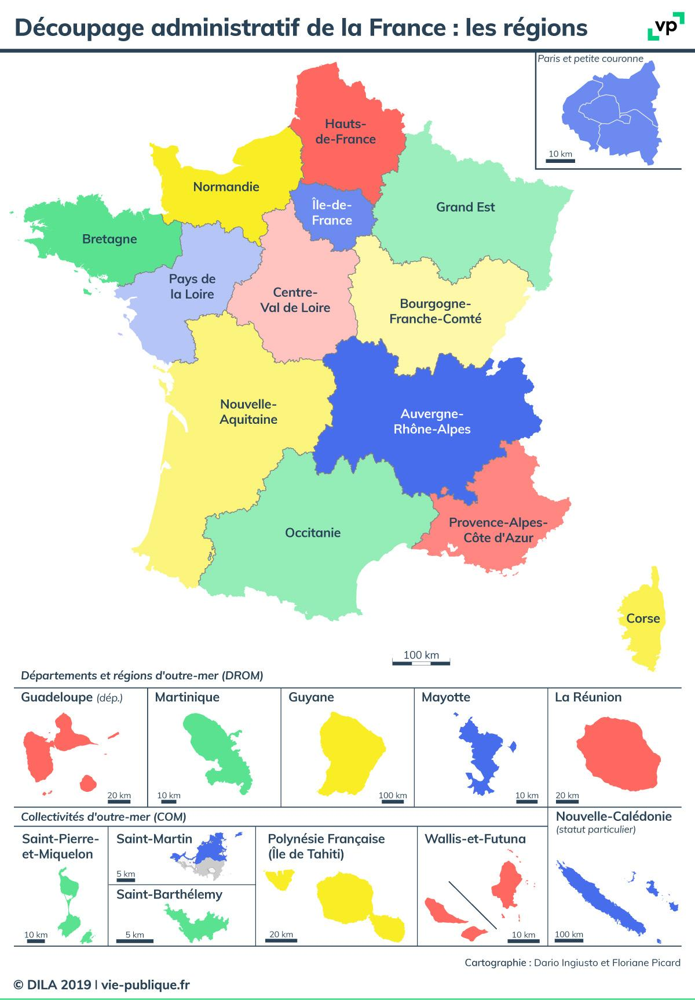 Découpage administratif de la France : les régions
vp
Paris et petite couronne
10 km
Hauts-
de-France
Normandie
Île-de-
France
Grand Est
Bretagne
Pays de
la Loire
Centre-
Val de Loire
Bourgogne-
Franche-Comté
Nouvelle-
Aquitaine
Auvergne-
Rhône-Alpes
Occitanie
Provence-Alpes-
Côte d'Azur
Corse
100 km
Départements et régions d'outre-mer (DROM)
Guadeloupe (dép.)
20 km
Martinique
10 km
Guyane
100 km
Mayotte
10 km
La Réunion
20 km
Collectivités d'outre-mer (COM)
Saint-Pierre-
et-Miquelon
10 km
Saint-Martin
5 km
Saint-Barthélemy
5 km
Polynésie Française
(Île de Tahiti)
20 km
Wallis-et-Futuna
10 km
Nouvelle-Calédonie
(statut particulier)
100 km
Cartographie : Dario Ingiusto et Floriane Picard
© DILA 2019 | vie-publique.fr